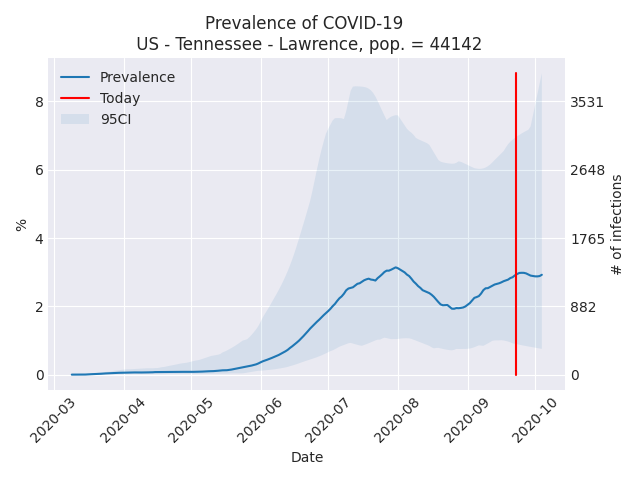 Prevalence of COVID-19
US - Tennessee - Lawrence, pop. = 44142
Prevalence
Today
95CI
%
8
6
4
2
0
3531
2648
1765
882
0
# of infections
2020-03
2020-04
2020-05
2020-06
2020-07
2020-08
2020-09
2020-10
Date